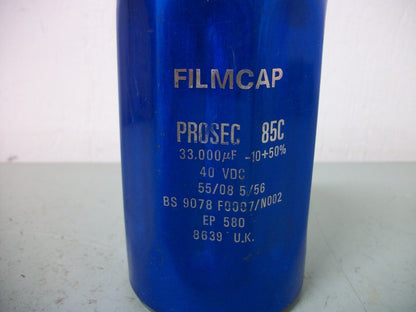 FILMCAP
PROSEC 85C
33.000µF -10+50%
40 VDC
55/08 5/56
BS 9078 F0007/N002
EP 580
8639 U.K.